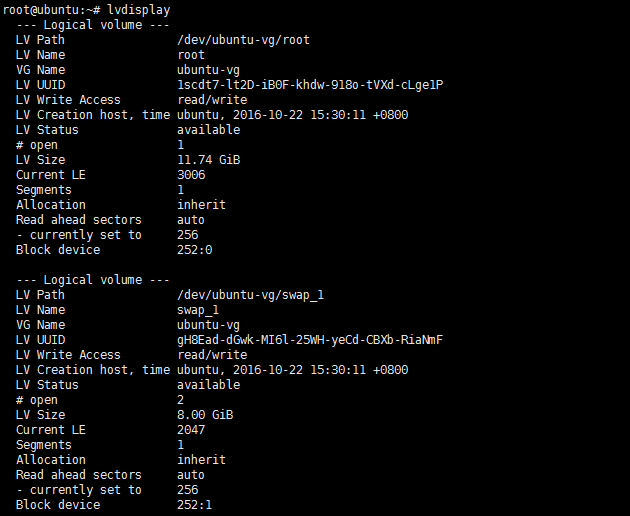 root@ubuntu:~# lvdisplay
  --- Logical volume ---
  LV Path                /dev/ubuntu-vg/root
  LV Name                root
  VG Name                ubuntu-vg
  LV UUID                1scdt7-lt2D-iB0F-khdw-918o-tVXd-cLge1P
  LV Write Access        read/write
  LV Creation host, time ubuntu, 2016-10-22 15:30:11 +0800
  LV Status              available
  # open                 1
  LV Size                11.74 GiB
  Current LE             3006
  Segments               1
  Allocation             inherit
  Read ahead sectors     auto
  - currently set to     256
  Block device           252:0

  --- Logical volume ---
  LV Path                /dev/ubuntu-vg/swap_1
  LV Name                swap_1
  VG Name                ubuntu-vg
  LV UUID                gH8Ead-dGwk-MI6l-25WH-yeCd-CBXb-RiaNmF
  LV Write Access        read/write
  LV Creation host, time ubuntu, 2016-10-22 15:30:11 +0800
  LV Status              available
  # open                 2
  LV Size                8.00 GiB
  Current LE             2047
  Segments               1
  Allocation             inherit
  Read ahead sectors     auto
  - currently set to     256
  Block device           252:1